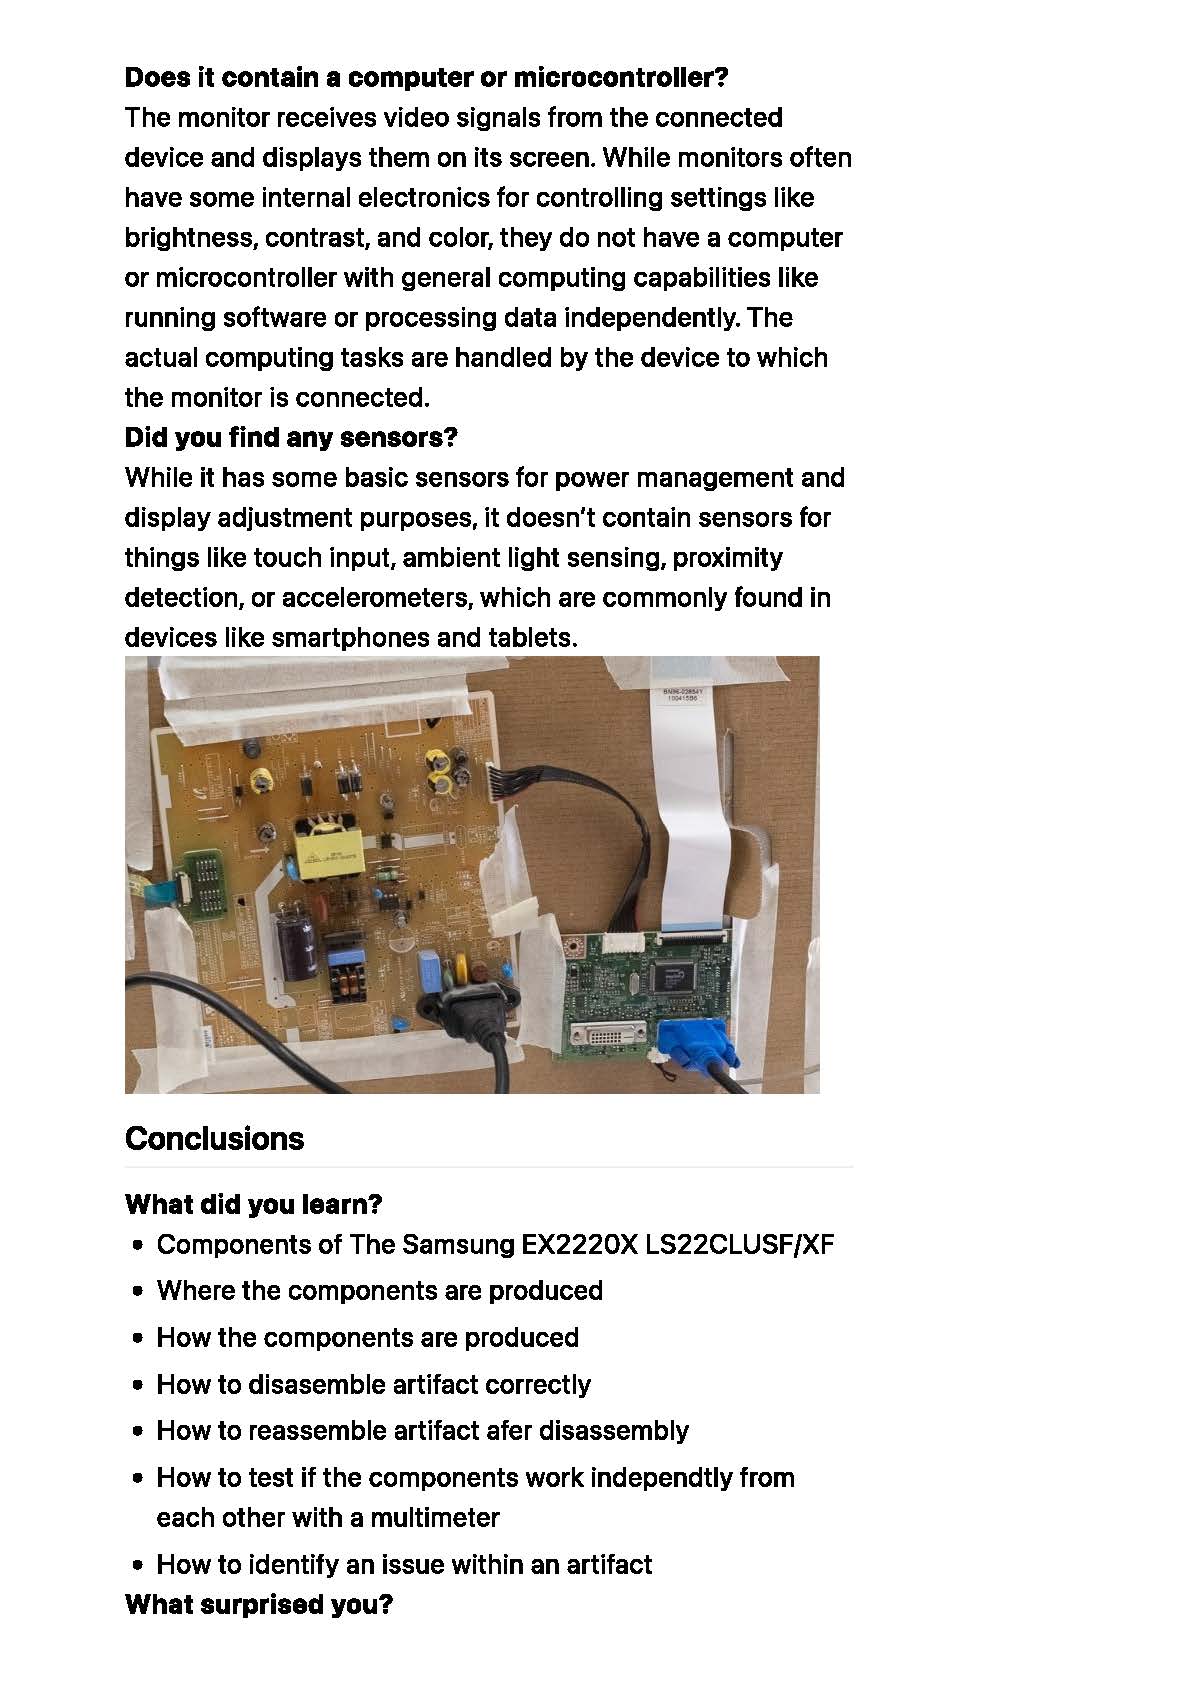 Does it contain a computer or microcontroller?
The monitor receives video signals from the connected
device and displays them on its screen. While monitors often
have some internal electronics for controlling settings like
brightness, contrast, and color, they do not have a computer
or microcontroller with general computing capabilities like
running software or processing data independently. The
actual computing tasks are handled by the device to which
the monitor is connected.
Did you find any sensors?
While it has some basic sensors for power management and
display adjustment purposes, it doesn't contain sensors for
things like touch input, ambient light sensing, proximity
detection, or accelerometers, which are commonly found in
devices like smartphones and tablets.
Conclusions
What did you learn?
• Components of The Samsung EX2220X LS22CLUSF/XF
• Where the components are produced
• How the components are produced
• How to disasemble artifact correctly
• How to reassemble artifact afer disassembly
• How to test if the components work independtly from
each other with a multimeter
• How to identify an issue within an artifact
What surprised you?